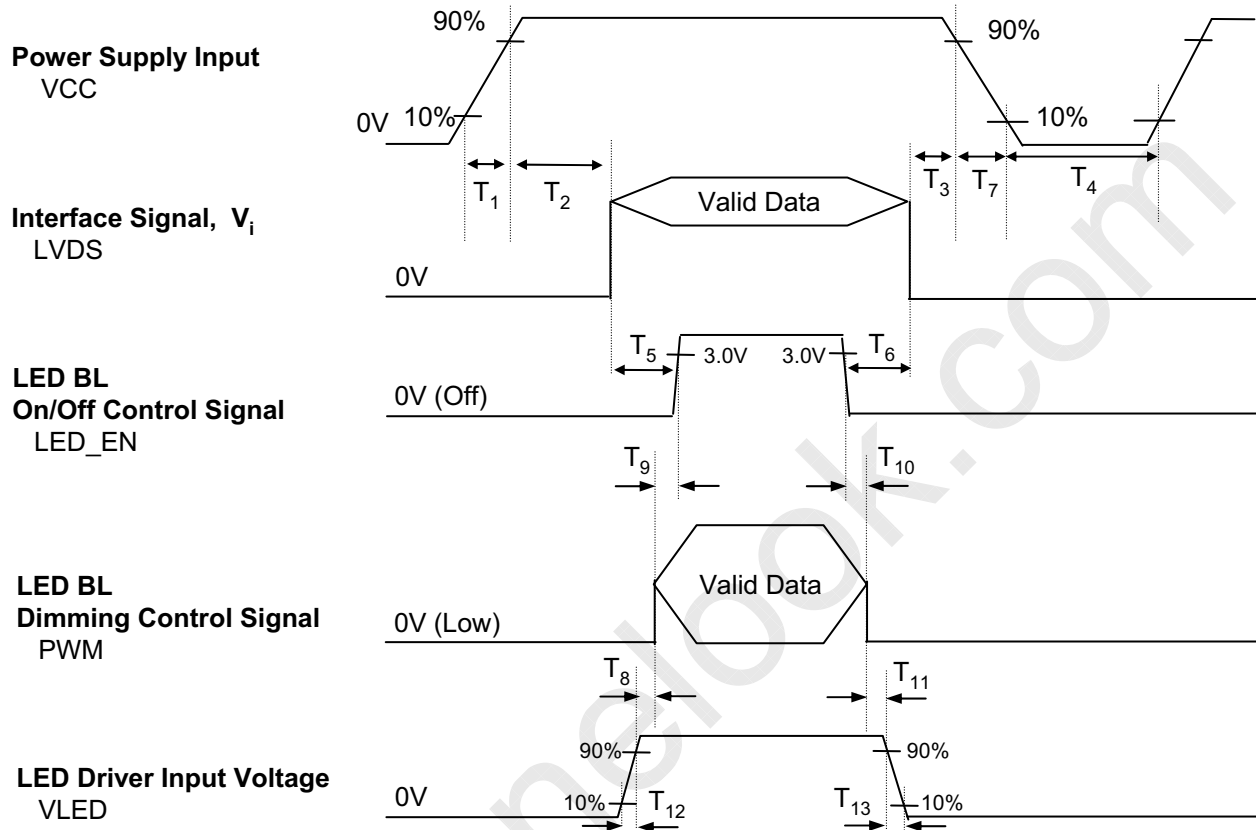 90%
90%
Power Supply Input
VCC
0V
10%
10%
T1
T2
T3
T7
T4
Interface Signal, Vi
LVDS
Valid Data
0V
T5
3.0V
3.0V
T6
LED BL
On/Off Control Signal
LED_EN
0V (Off)
T9
T10
LED BL
Dimming Control Signal
PWM
Valid Data
0V (Low)
T8
T11
90%
90%
LED Driver Input Voltage
VLED
0V
10%
T12
T13
10%
nelook.com